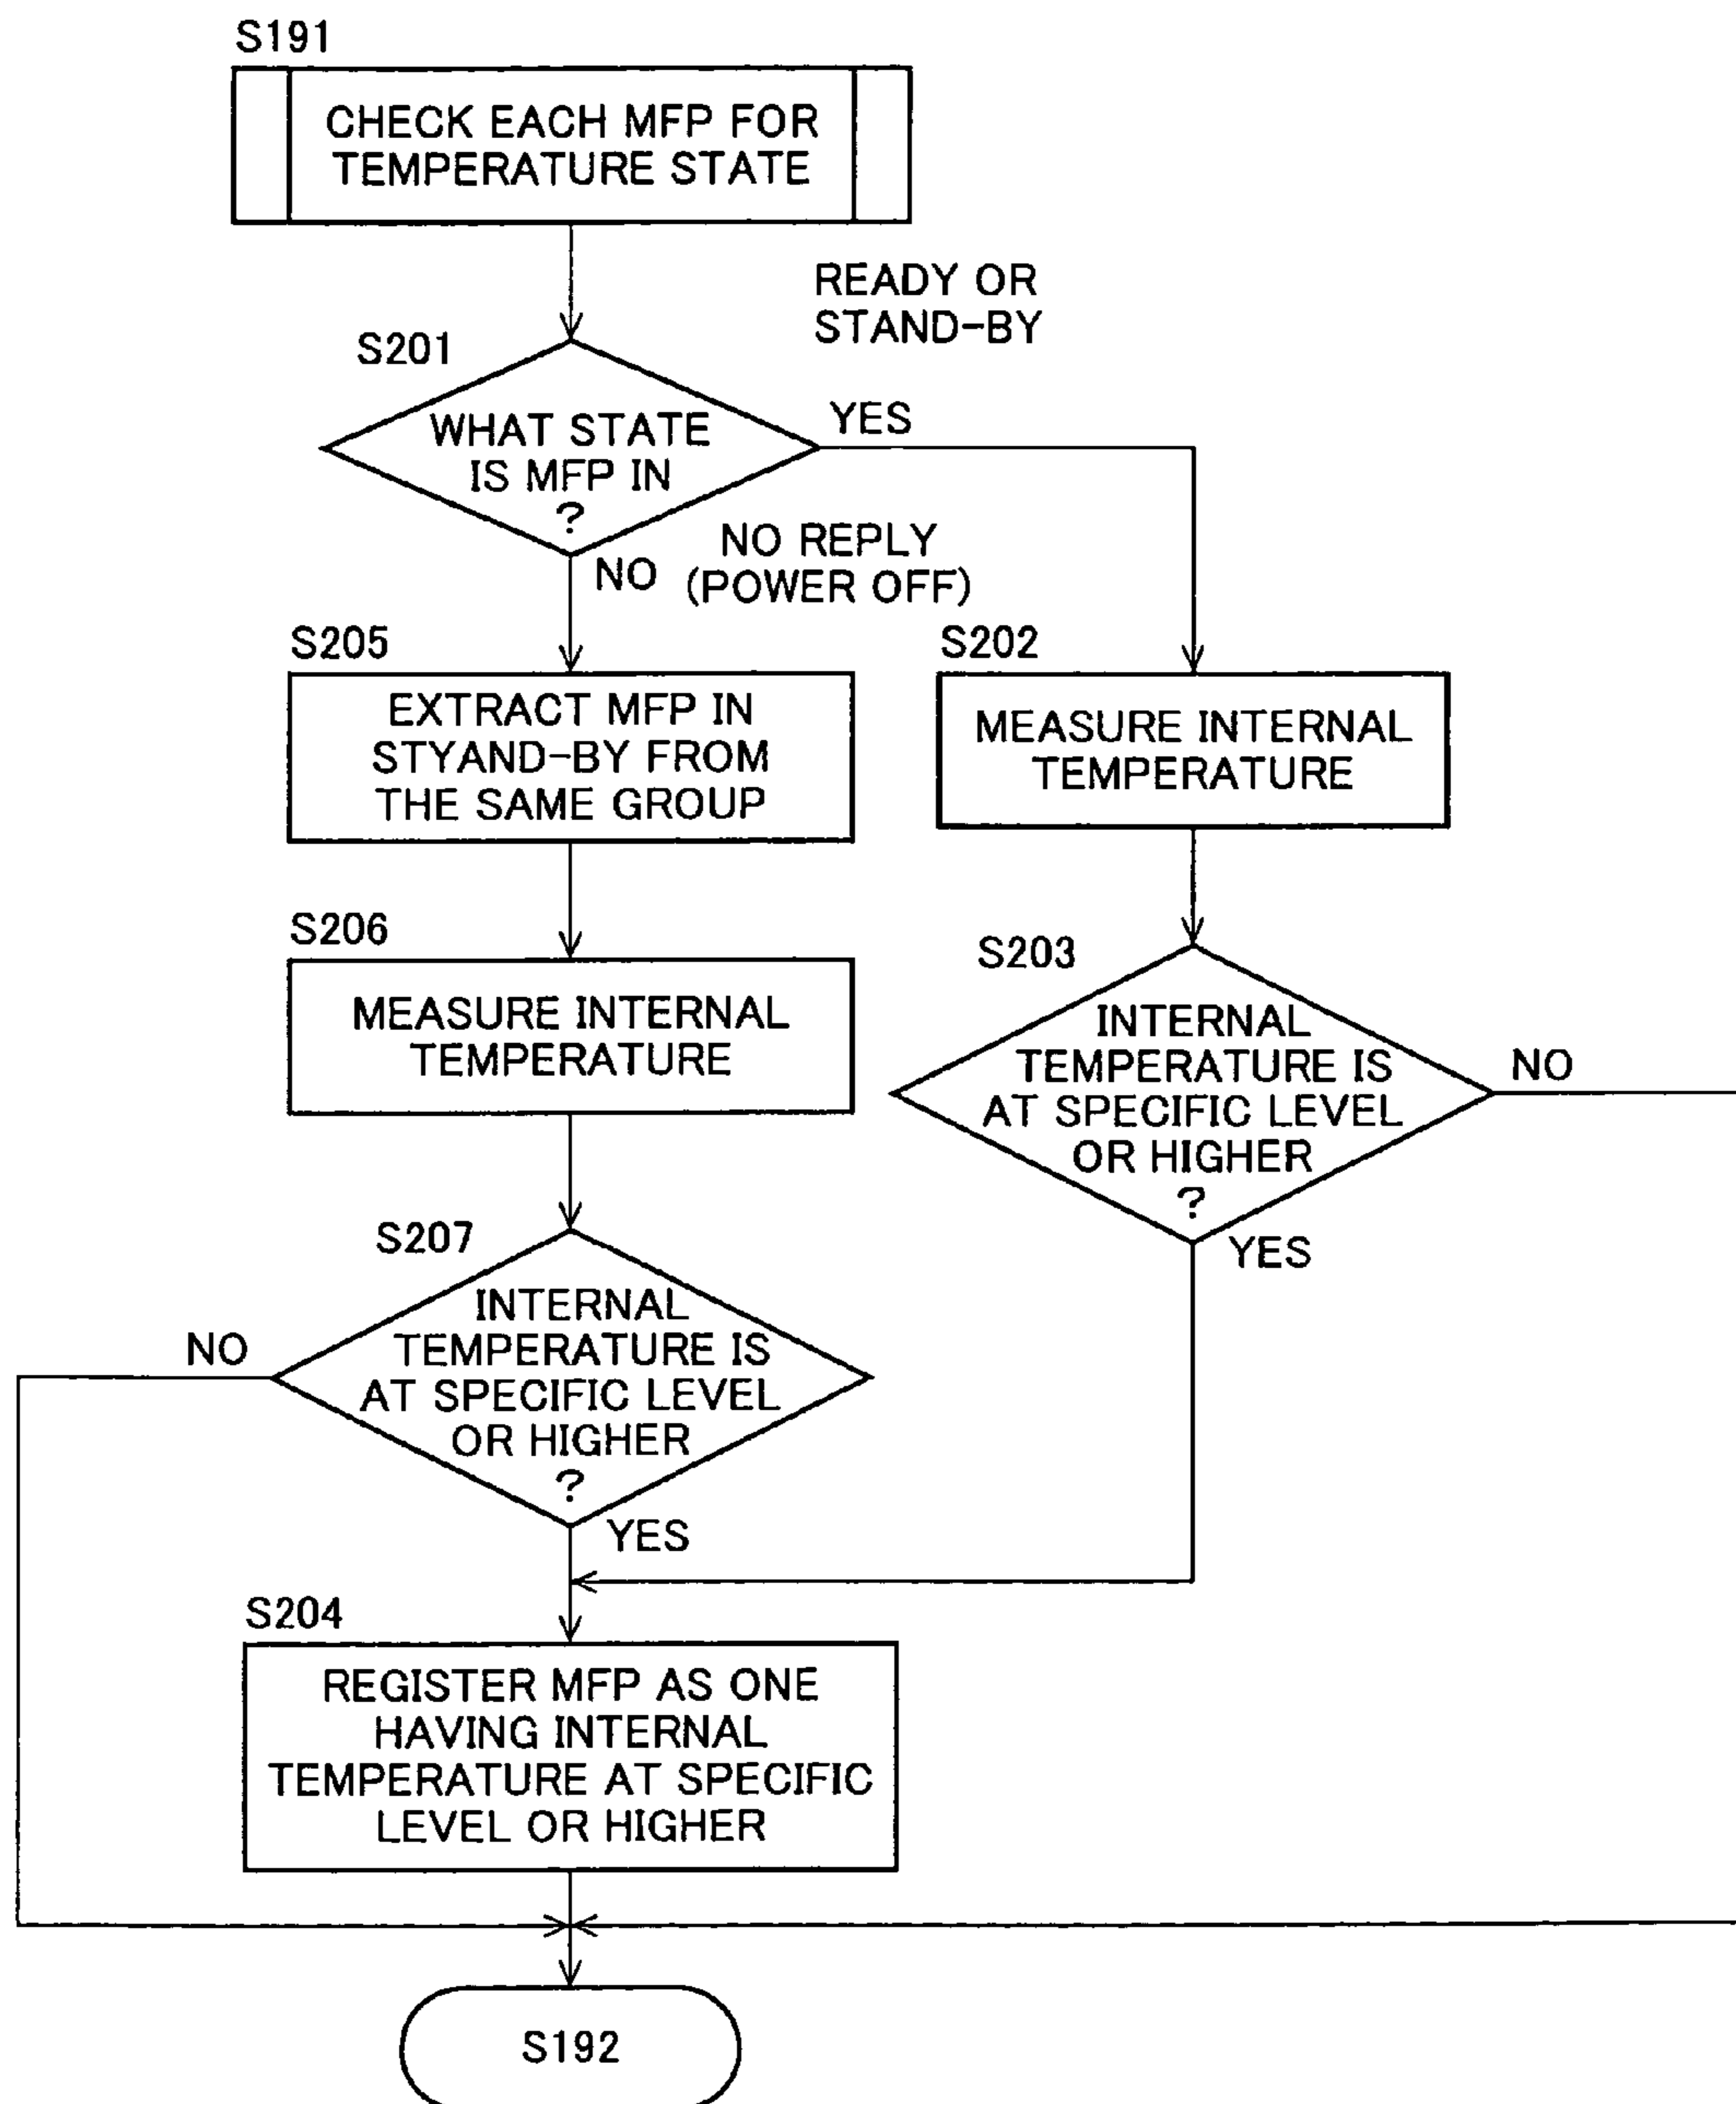 S191
CHECK EACH MFP FOR
TEMPERATURE STATE
READY OR
STAND-BY
S201
WHAT STATE
IS MFP IN
?
YES
NO
NO REPLY
(POWER OFF)
S205
EXTRACT MFP IN
STYAND-BY FROM
THE SAME GROUP
S202
MEASURE INTERNAL
TEMPERATURE
S206
MEASURE INTERNAL
TEMPERATURE
S203
INTERNAL
TEMPERATURE IS
AT SPECIFIC LEVEL
OR HIGHER
?
NO
YES
S207
INTERNAL
TEMPERATURE IS
AT SPECIFIC LEVEL
OR HIGHER
?
NO
YES
S204
REGISTER MFP AS ONE
HAVING INTERNAL
TEMPERATURE AT SPECIFIC
LEVEL OR HIGHER
S192